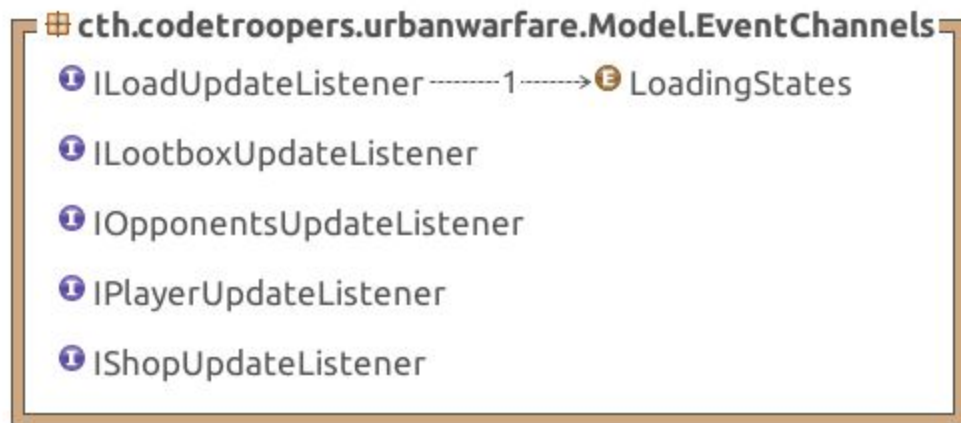 cth.codetroopers.urbanwarfare.Model.EventChannels
I ILoadUpdateListener 1 E LoadingStates
I ILootboxUpdateListener
I IOpponentsUpdateListener
I IPlayerUpdateListener
I IShopUpdateListener